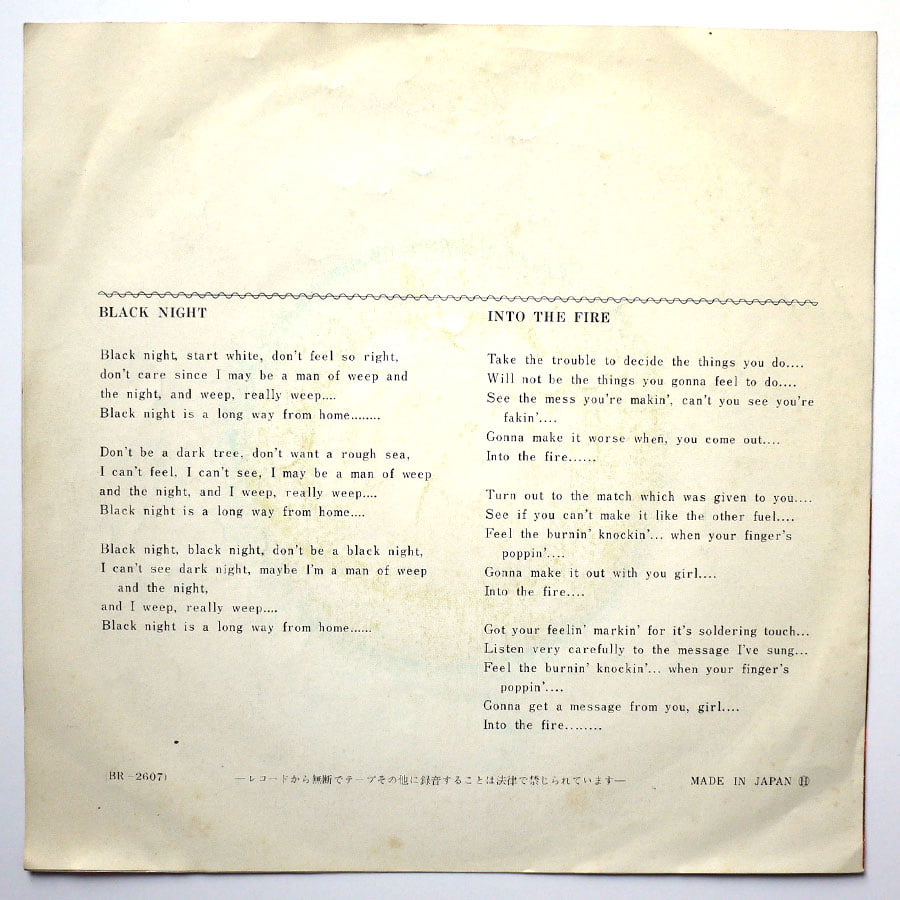 BLACK NIGHT
Black night, start white, don't feel so right,
don't care since I may be a man of weep and
the night, and weep, really weep....
Black night is a long way from home........
Don't be a dark tree, don't want a rough sea,
I can't feel, I can't see, I may be a man of weep
and the night, and I weep, really weep....
Black night is a long way from home....
Black night, black night, don't be a black night,
I can't see dark night, maybe I'm a man of weep
and the night,
and I weep, really weep....
Black night is a long way from home......
INTO THE FIRE
Take the trouble to decide the things you do....
Will not be the things you gonna feel to do....
See the mess you're makin', can't you see you're
fakin'....
Gonna make it worse when, you come out....
Into the fire......
Turn out to the match which was given to you....
See if you can't make it like the other fuel....
Feel the burnin' knockin'... when your finger's
poppin'....
Gonna make it out with you girl....
Into the fire....
Got your feelin' markin' for it's soldering touch...
Listen very carefully to the message I've sung...
Feel the burnin' knockin'... when your finger's
poppin'....
Gonna get a message from you, girl....
Into the fire........
(BR-2607)
—レコードから無断でテープその他に録音することは法律で禁じられています—
MADE IN JAPAN Ⓗ